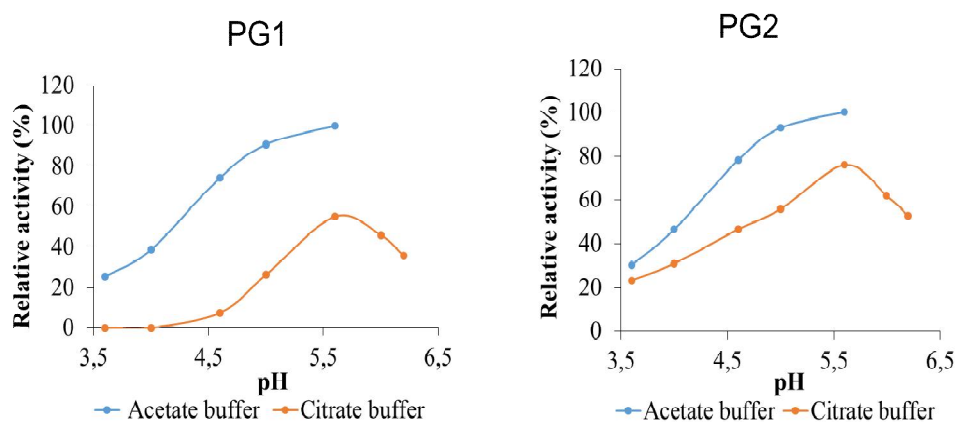 PG1
120
100
80
60
40
20
0
Relative activity (%)
3,5
4,5
5,5
6,5
pH
Acetate buffer
Citrate buffer
PG2
120
100
80
60
40
20
0
Relative activity (%)
3,5
4,5
5,5
6,5
pH
Acetate buffer
Citrate buffer